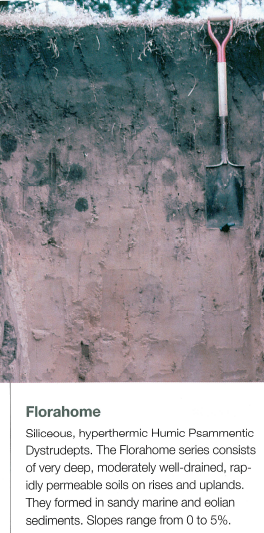 Florahome
Siliceous, hyperthermic Humic Psammentic
Dystrudepts. The Florahome series consists
of very deep, moderately well-drained, rap-
idly permeable soils on rises and uplands.
They formed in sandy marine and eolian
sediments. Slopes range from 0 to 5%.